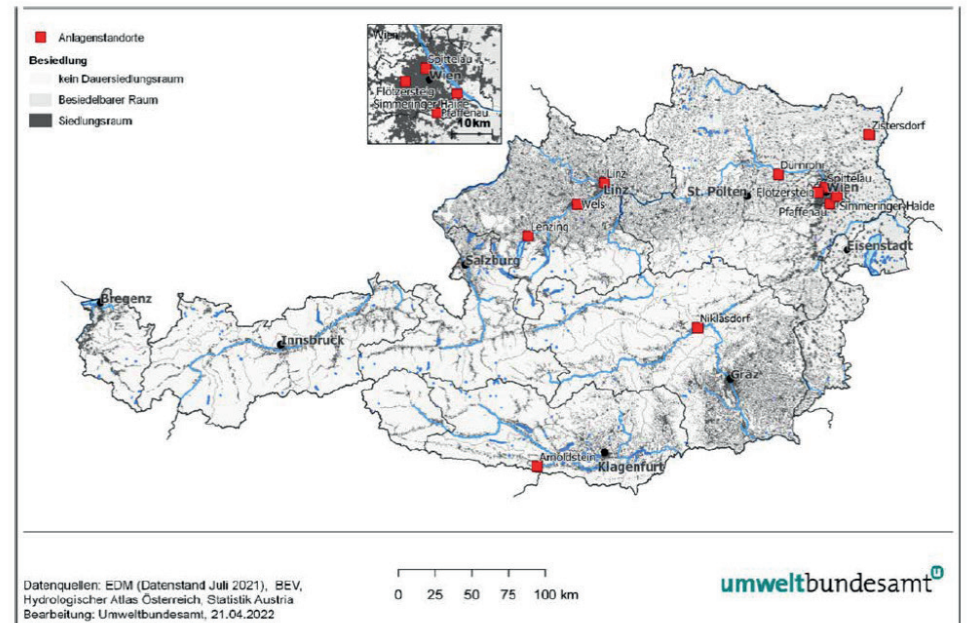 Anlagenstandorte
Besiedlung
kein Dauersiedlungsraum
Besiedelbarer Raum
Siedlungsraum
Wien
Spittelau
Wien
Flötzersteig
Simmeringer Haide
Pfaffenau
10km
Zistersdorf
Dürnrohr
Linz
Linz
Wels
Lenzing
St. Pölten
Spittelau
Flötzersteig
Wien
Pfaffenau
Simmeringer Haide
Eisenstadt
Salzburg
Bregenz
Innsbruck
Niklasdorf
Graz
Arnoldstein
Klagenfurt
Datenquellen: EDM (Datenstand Juli 2021), BEV,
Hydrologischer Atlas Österreich, Statistik Austria
Bearbeitung: Umweltbundesamt, 21.04.2022
0 25 50 75 100 km
umweltbundesamt